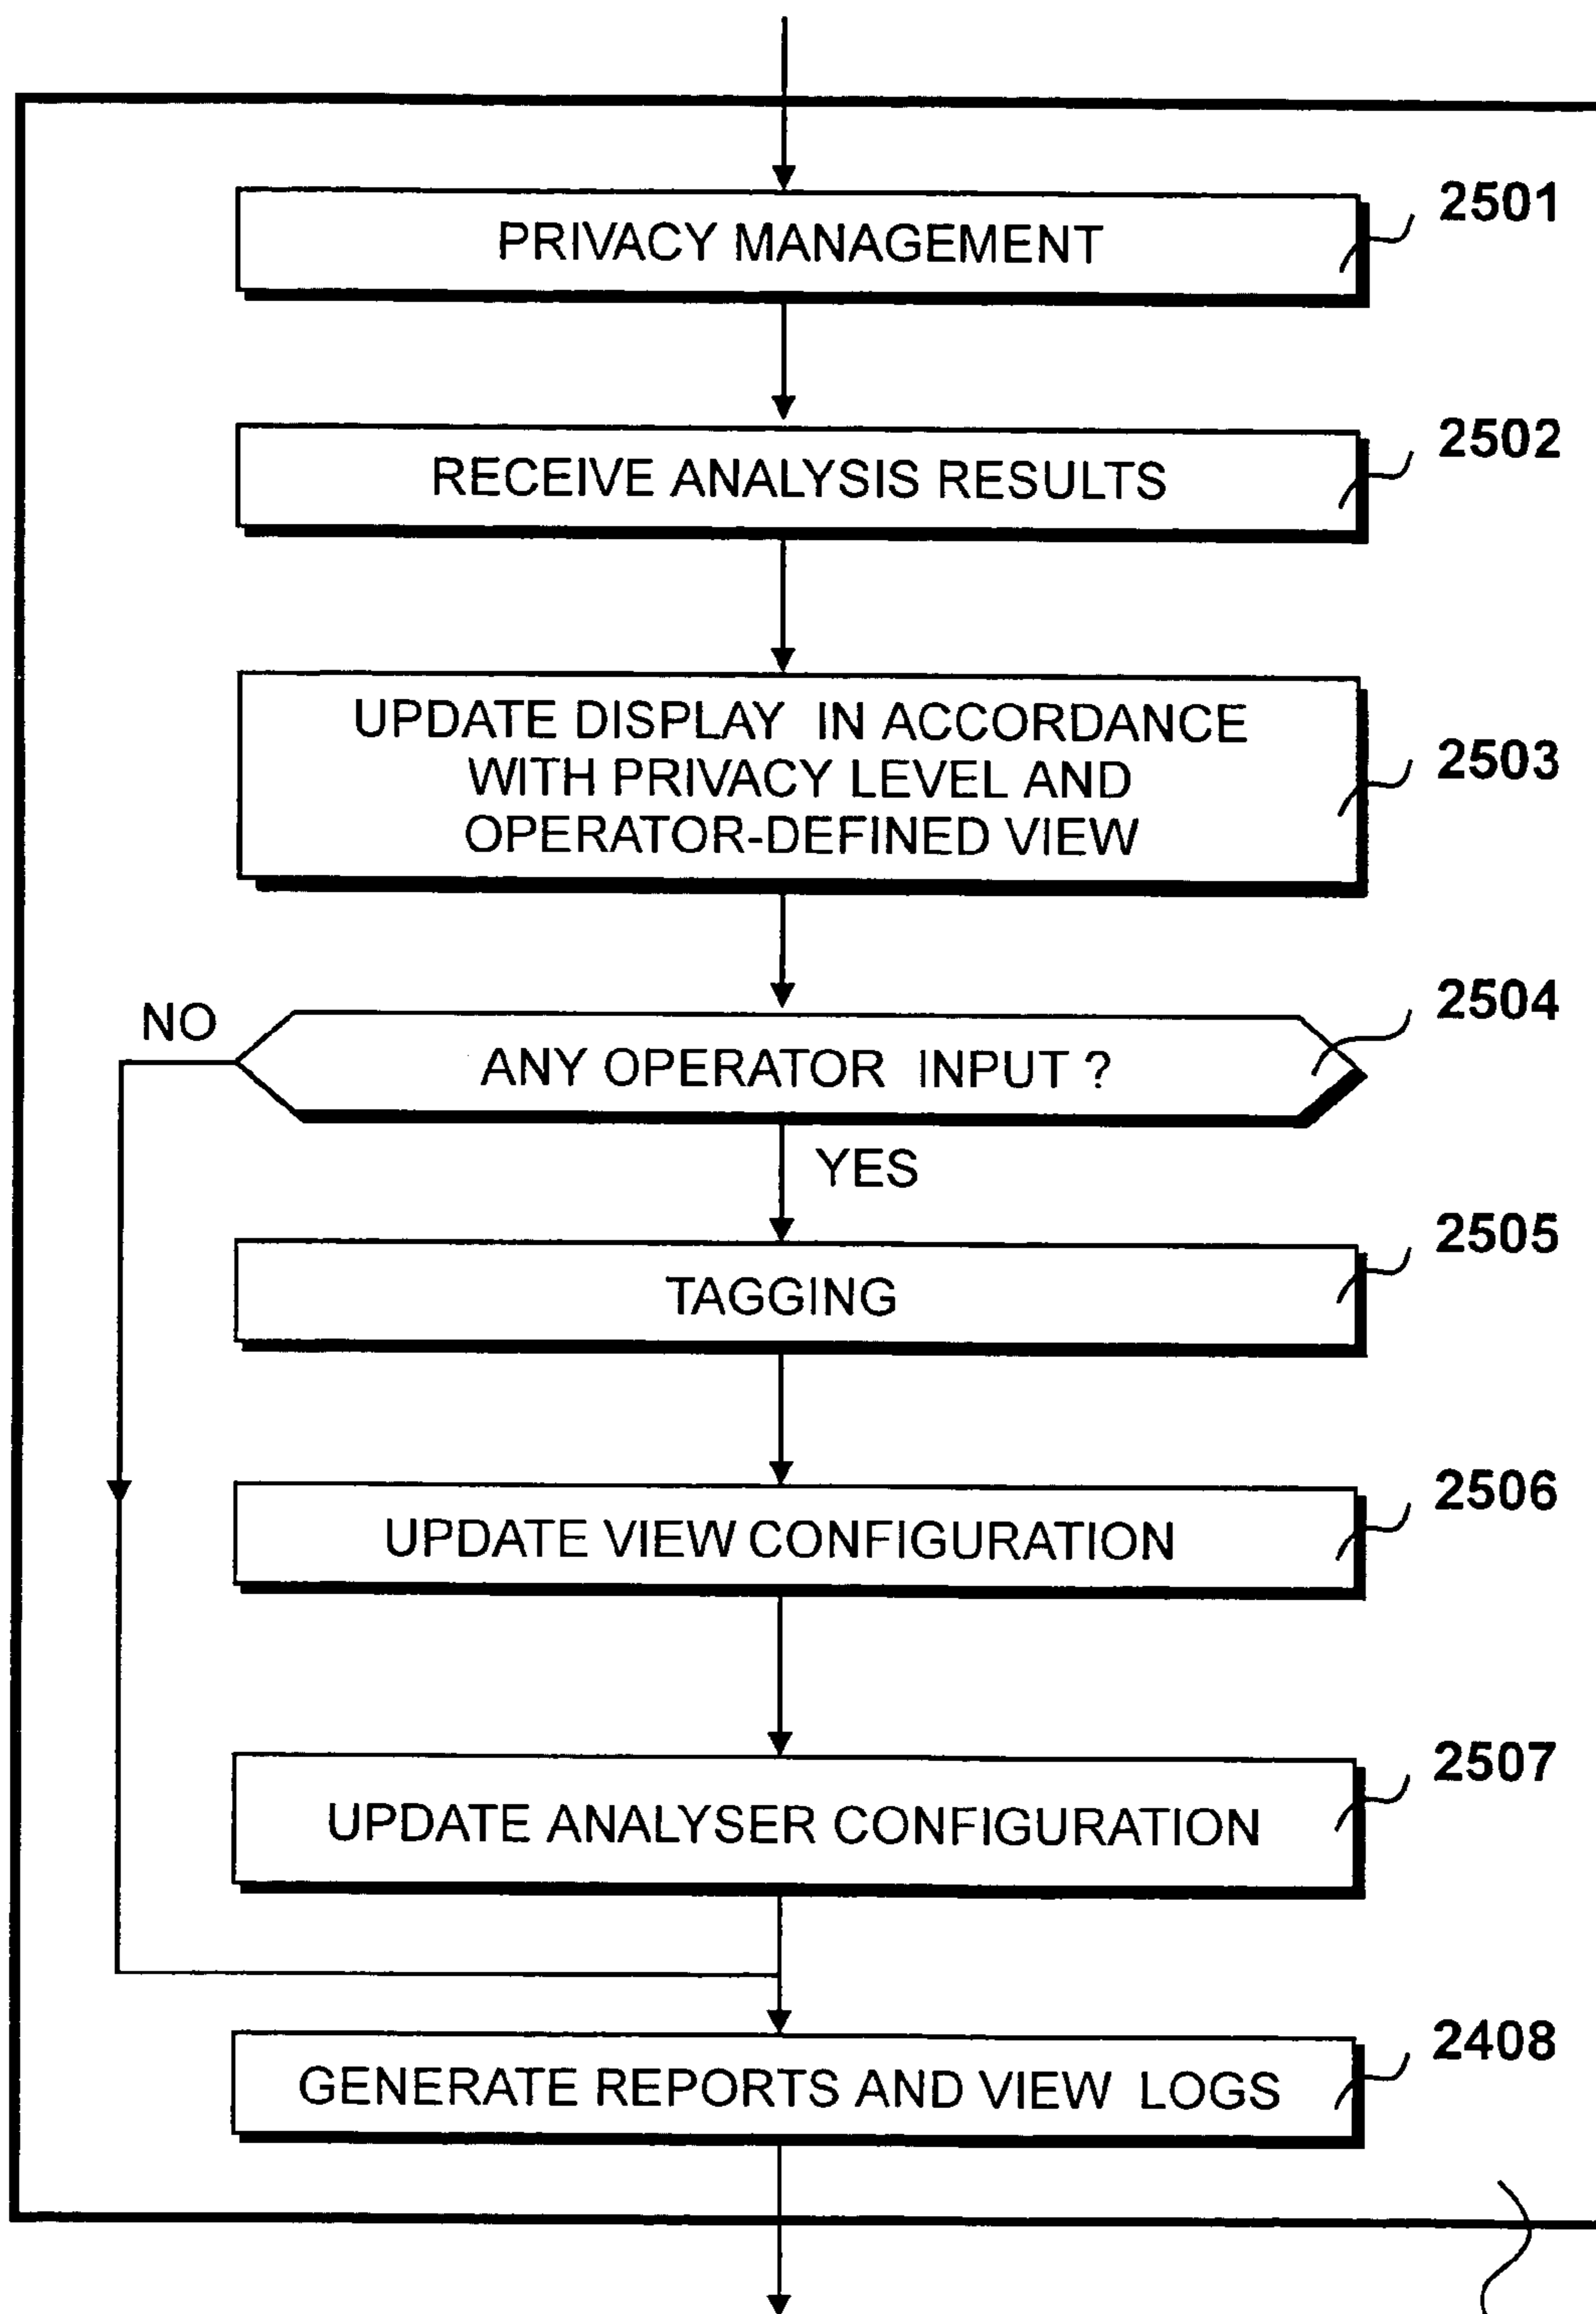 PRIVACY MANAGEMENT
2501
RECEIVE ANALYSIS RESULTS
2502
UPDATE DISPLAY IN ACCORDANCE
WITH PRIVACY LEVEL AND
OPERATOR-DEFINED VIEW
2503
NO
ANY OPERATOR INPUT ?
2504
YES
TAGGING
2505
UPDATE VIEW CONFIGURATION
2506
UPDATE ANALYSER CONFIGURATION
2507
GENERATE REPORTS AND VIEW LOGS
2408